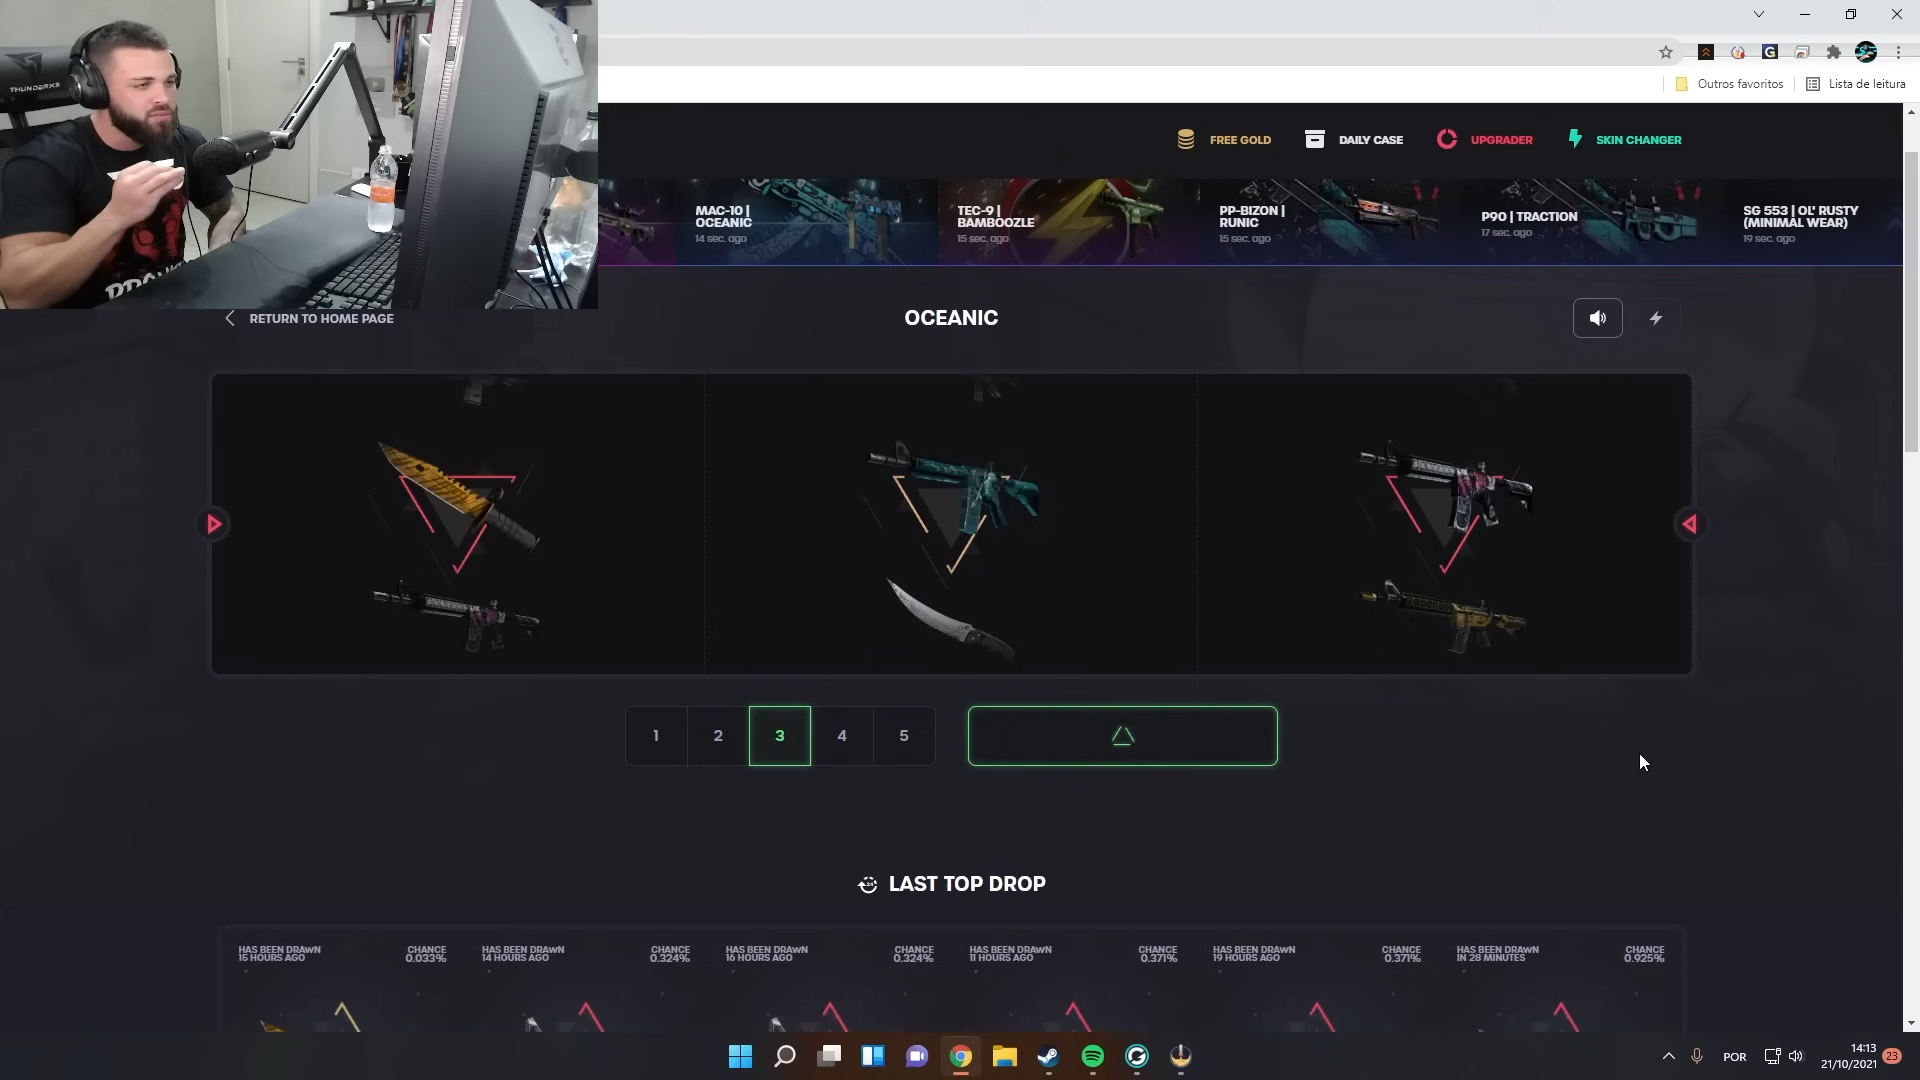 THUNDERX3
Outros favoritos
Lista de leitura
FREE GOLD
DAILY CASE
UPGRADER
SKIN CHANGER
MAC-10 |
OCEANIC
14 sec. ago
TEC-9 |
BAMBOOZLE
15 sec. ago
PP-BIZON |
RUNIC
15 sec. ago
P90 | TRACTION
17 sec. ago
SG 553 | OL' RUSTY
(MINIMAL WEAR)
19 sec. ago
RETURN TO HOME PAGE
OCEANIC
1
2
3
4
5
LAST TOP DROP
HAS BEEN DRAWN
15 HOURS AGO
CHANCE
0.033%
HAS BEEN DRAWN
14 HOURS AGO
CHANCE
0.324%
HAS BEEN DRAWN
16 HOURS AGO
CHANCE
0.324%
HAS BEEN DRAWN
11 HOURS AGO
CHANCE
0.371%
HAS BEEN DRAWN
19 HOURS AGO
CHANCE
0.371%
HAS BEEN DRAWN
IN 28 MINUTES
CHANCE
0.925%
POR
14:13
21/10/2021
23